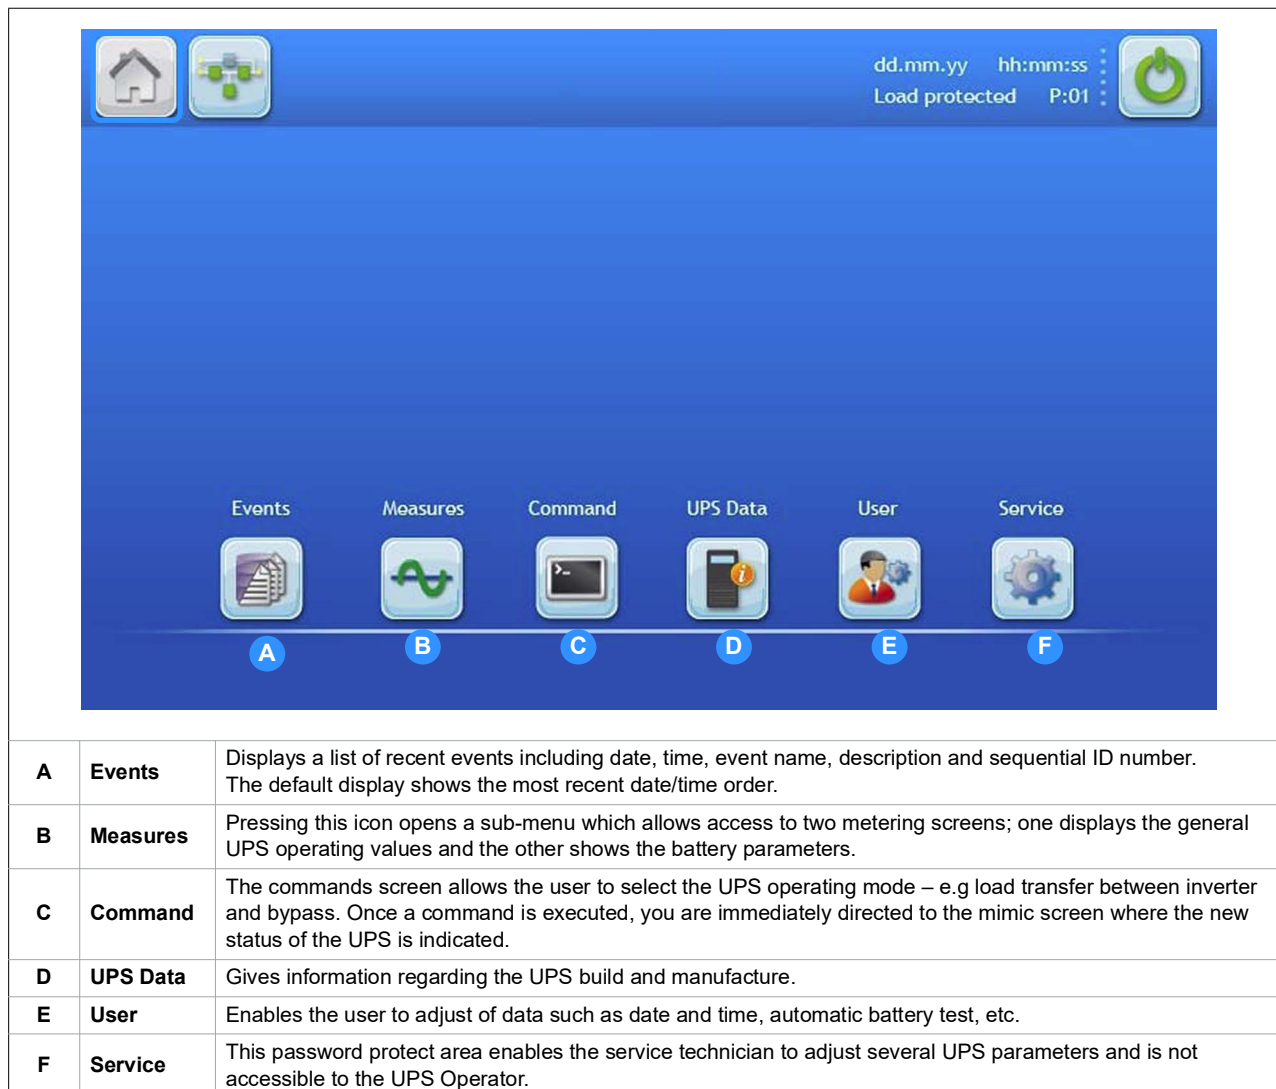 dd.mm.yy hh:mm:ss
Load protected P:01
Events Measures Command UPS Data User Service
>_
i
A B C D E F
A Events Displays a list of recent events including date, time, event name, description and sequential ID number.
The default display shows the most recent date/time order.
B Measures Pressing this icon opens a sub-menu which allows access to two metering screens; one displays the general
UPS operating values and the other shows the battery parameters.
C Command The commands screen allows the user to select the UPS operating mode – e.g load transfer between inverter
and bypass. Once a command is executed, you are immediately directed to the mimic screen where the new
status of the UPS is indicated.
D UPS Data Gives information regarding the UPS build and manufacture.
E User Enables the user to adjust of data such as date and time, automatic battery test, etc.
F Service This password protect area enables the service technician to adjust several UPS parameters and is not
accessible to the UPS Operator.